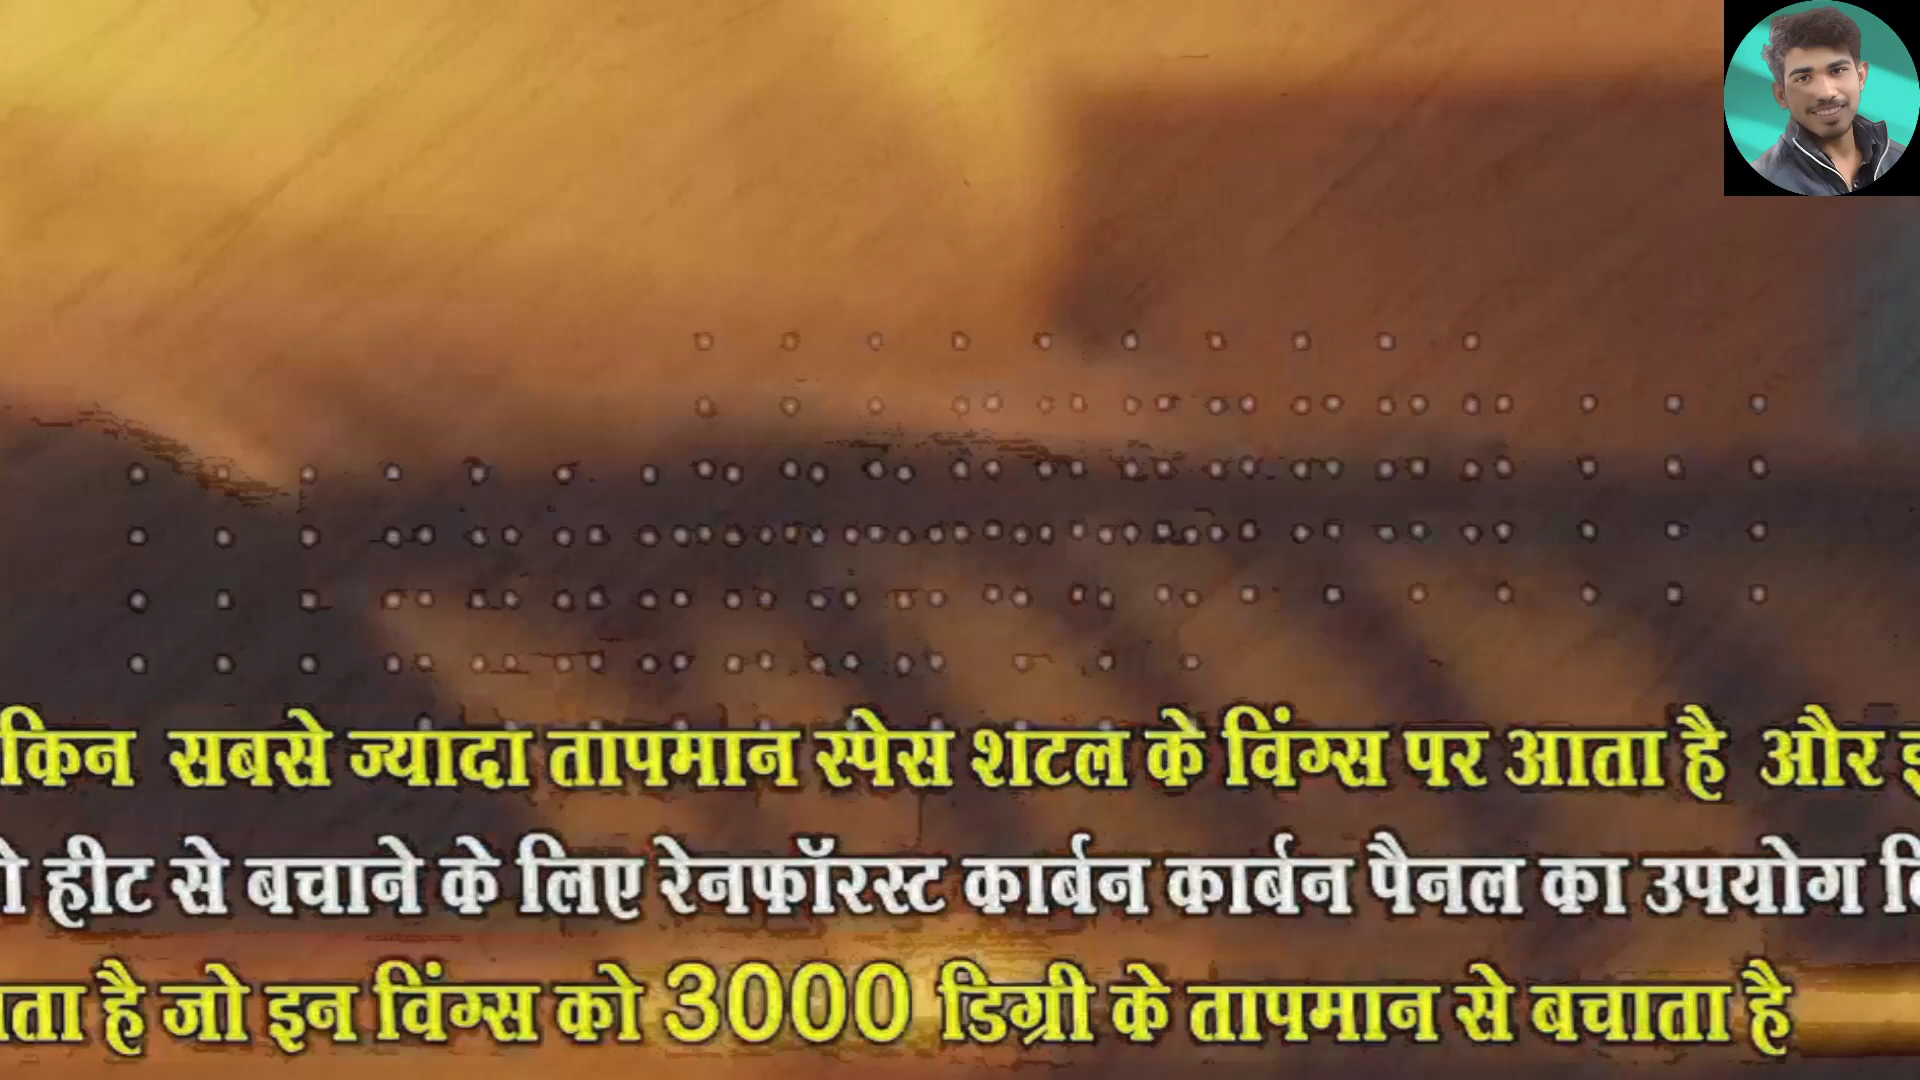 किन सबसे ज्यादा तापमान स्पेस शटल के विंग्स पर आता है और
हीट से बचाने के लिए रेनफॉरस्ट कार्बन कार्बन पैनल का उपयोग
है जो इन विंग्स को 3000 डिग्री के तापमान से बचाता है